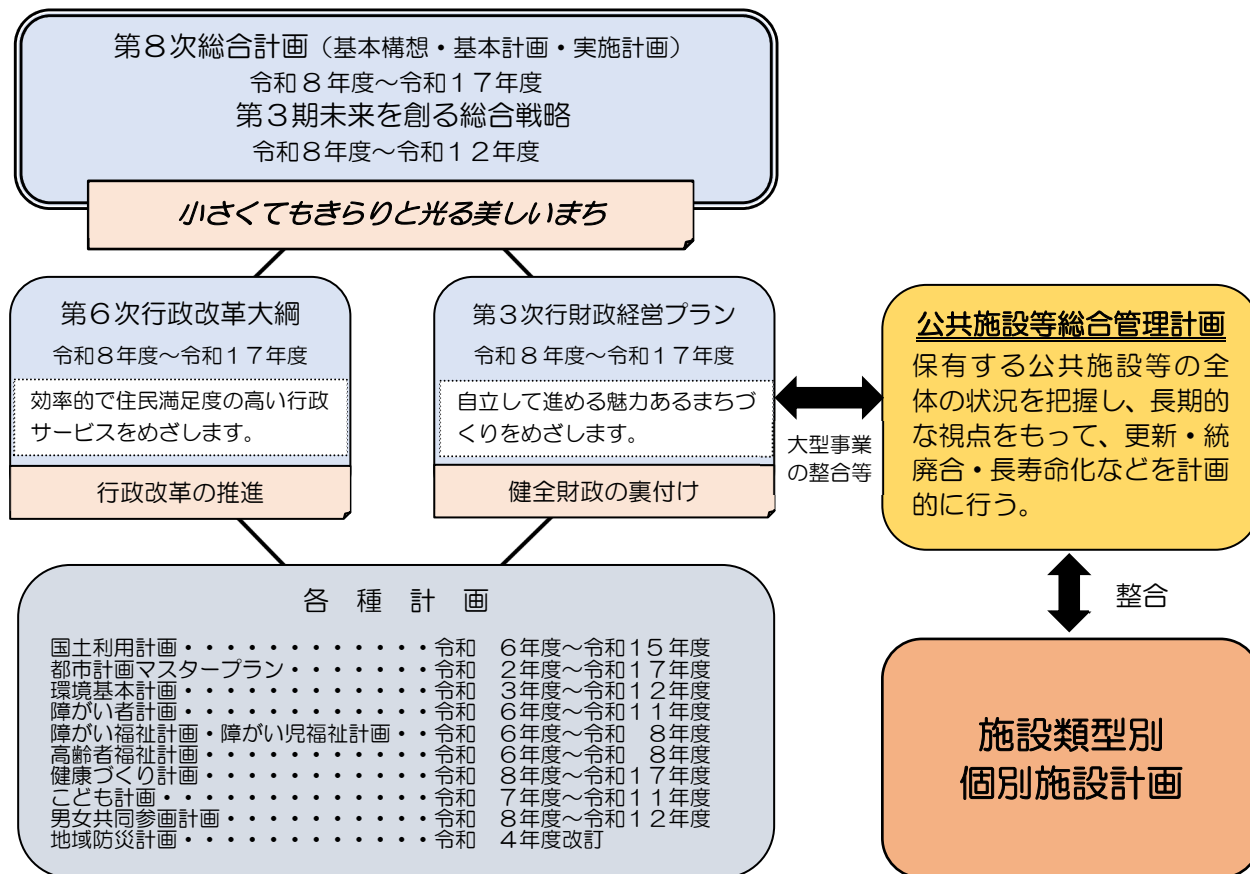 第８次総合計画（基本構想・基本計画・実施計画）
令和８年度～令和１７年度
第３期未来を創る総合戦略
令和８年度～令和１２年度
小さくてもきらりと光る美しいまち
第６次行政改革大綱
令和８年度～令和１７年度
効率的で住民満足度の高い行政
サービスをめざします。
行政改革の推進
第３次行財政経営プラン
令和８年度～令和１７年度
自立して進める魅力あるまちづ
くりをめざします。
健全財政の裏付け
大型事業
の整合等
公共施設等総合管理計画
保有する公共施設等の全
体の状況を把握し、長期的
な視点をもって、更新・統
廃合・長寿命化などを計画
的に行う。
整合
施設類型別
個別施設計画
各　種　計　画
国土利用計画・・・・・・・・・・・・令和　６年度～令和１５年度
都市計画マスタープラン・・・・・・・令和　２年度～令和１７年度
環境基本計画・・・・・・・・・・・・令和　３年度～令和１２年度
障がい者計画・・・・・・・・・・・・令和　６年度～令和１１年度
障がい福祉計画・障がい児福祉計画・・令和　６年度～令和　８年度
高齢者福祉計画・・・・・・・・・・・令和　６年度～令和　８年度
健康づくり計画・・・・・・・・・・・令和　８年度～令和１７年度
こども計画・・・・・・・・・・・・・令和　７年度～令和１１年度
男女共同参画計画・・・・・・・・・・令和　８年度～令和１２年度
地域防災計画・・・・・・・・・・・・令和　４年度改訂